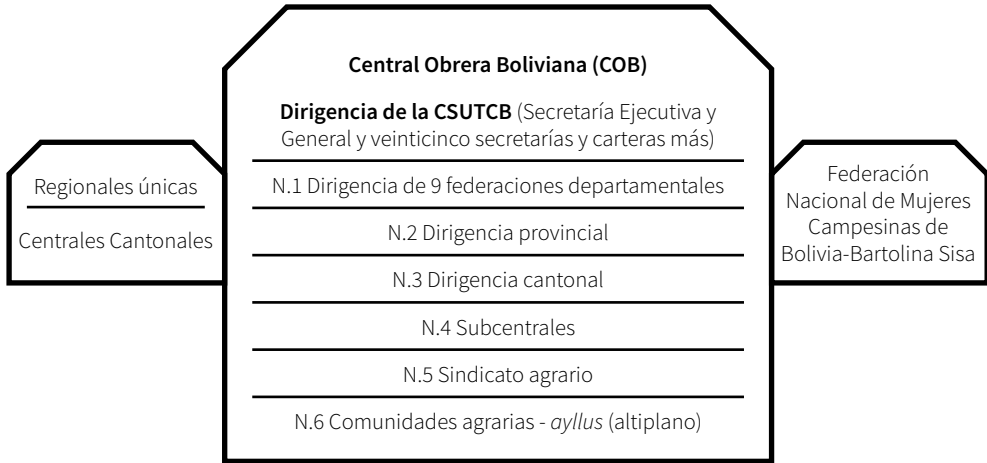 Central Obrera Boliviana (COB)
Dirigencia de la CSUTCB (Secretaría Ejecutiva y
General y veinticinco secretarías y carteras más)
N.1 Dirigencia de 9 federaciones departamentales
N.2 Dirigencia provincial
N.3 Dirigencia cantonal
N.4 Subcentrales
N.5 Sindicato agrario
N.6 Comunidades agrarias - ayllus (altiplano)
Regionales únicas
Centrales Cantonales
Federación
Nacional de Mujeres
Campesinas de
Bolivia-Bartolina Sisa